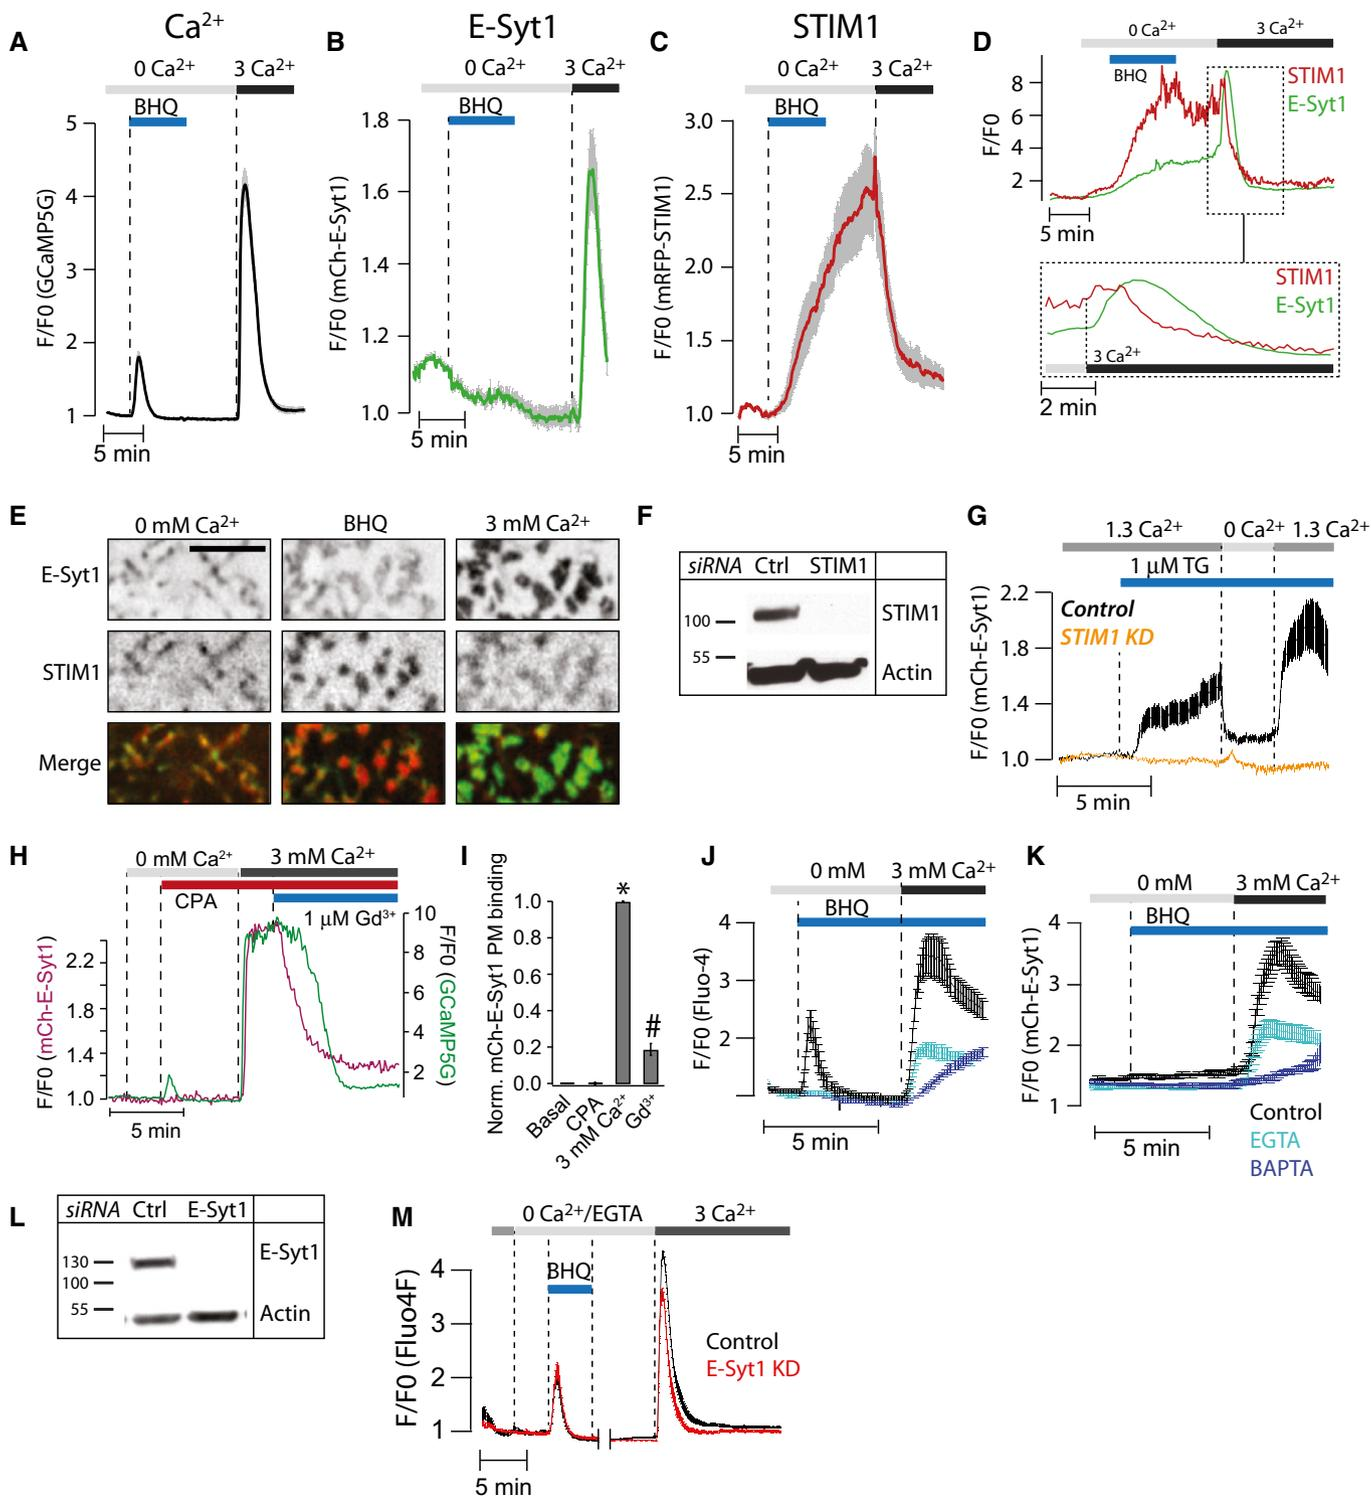 A
Ca2+
0 Ca2+
3 Ca2+
BHQ
F/F0 (GCaMP5G)
5
4
3
2
1
5 min
B
E-Syt1
0 Ca2+
3 Ca2+
BHQ
F/F0 (mCh-E-Syt1)
1.8
1.6
1.4
1.2
1.0
5 min
C
STIM1
0 Ca2+
3 Ca2+
BHQ
F/F0 (mRFP-STIM1)
3.0
2.5
2.0
1.5
1.0
5 min
D
0 Ca2+
3 Ca2+
BHQ
STIM1
E-Syt1
F/F0
8
6
4
2
5 min
STIM1
E-Syt1
3 Ca2+
2 min
E
0 mM Ca2+
BHQ
3 mM Ca2+
E-Syt1
STIM1
Merge
F
siRNA Ctrl STIM1
100
STIM1
55
Actin
G
1.3 Ca2+
0 Ca2+
1.3 Ca2+
1 µM TG
Control
STIM1 KD
F/F0 (mCh-E-Syt1)
2.2
1.8
1.4
1.0
5 min
H
0 mM Ca2+
3 mM Ca2+
CPA
1 µM Gd3+
F/F0 (mCh-E-Syt1)
2.2
1.8
1.4
1.0
10
8
6
4
2
F/F0 (GCaMP5G)
5 min
I
Norm. mCh-E-Syt1 PM binding
1.0
0.8
0.6
0.4
0.2
0.0
*
#
Basal
CPA
3 mM Ca2+
Gd3+
J
0 mM
3 mM Ca2+
BHQ
F/F0 (Fluo-4)
4
3
2
5 min
K
0 mM
3 mM Ca2+
BHQ
F/F0 (mCh-E-Syt1)
4
3
2
1
5 min
Control
EGTA
BAPTA
L
siRNA Ctrl E-Syt1
130
100
55
E-Syt1
Actin
M
0 Ca2+/EGTA
3 Ca2+
BHQ
F/F0 (Fluo4F)
4
3
2
1
Control
E-Syt1 KD
5 min